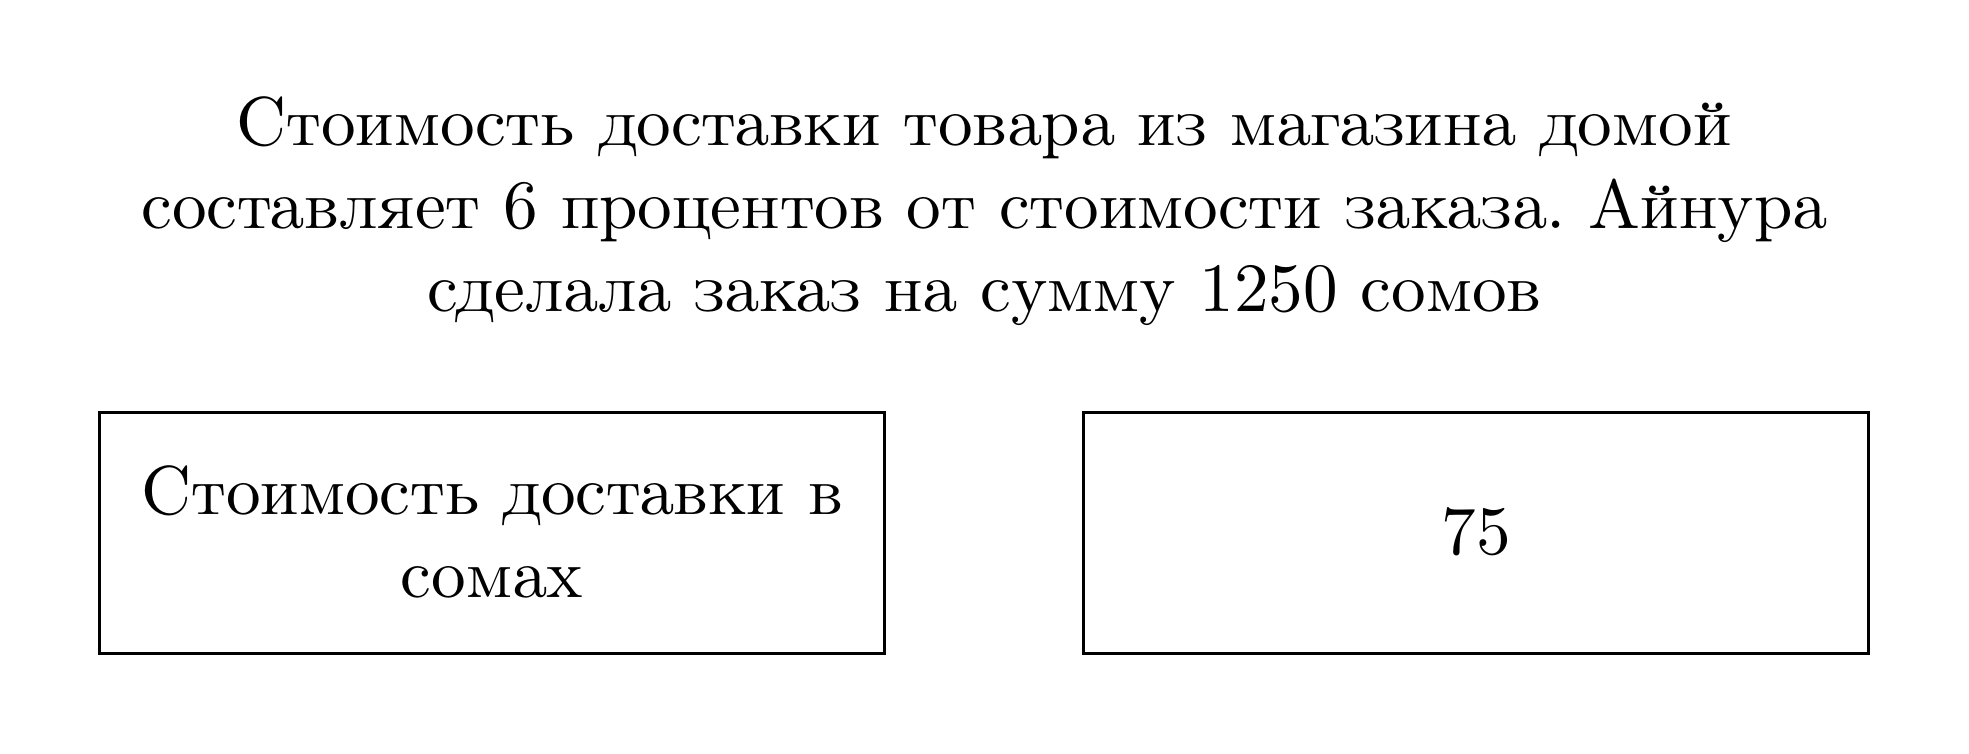 Стоимость доставки товара из магазина домой
составляет 6 процентов от стоимости заказа. Айнура
сделала заказ на сумму 1250 сомов
Стоимость доставки в
сомах
75